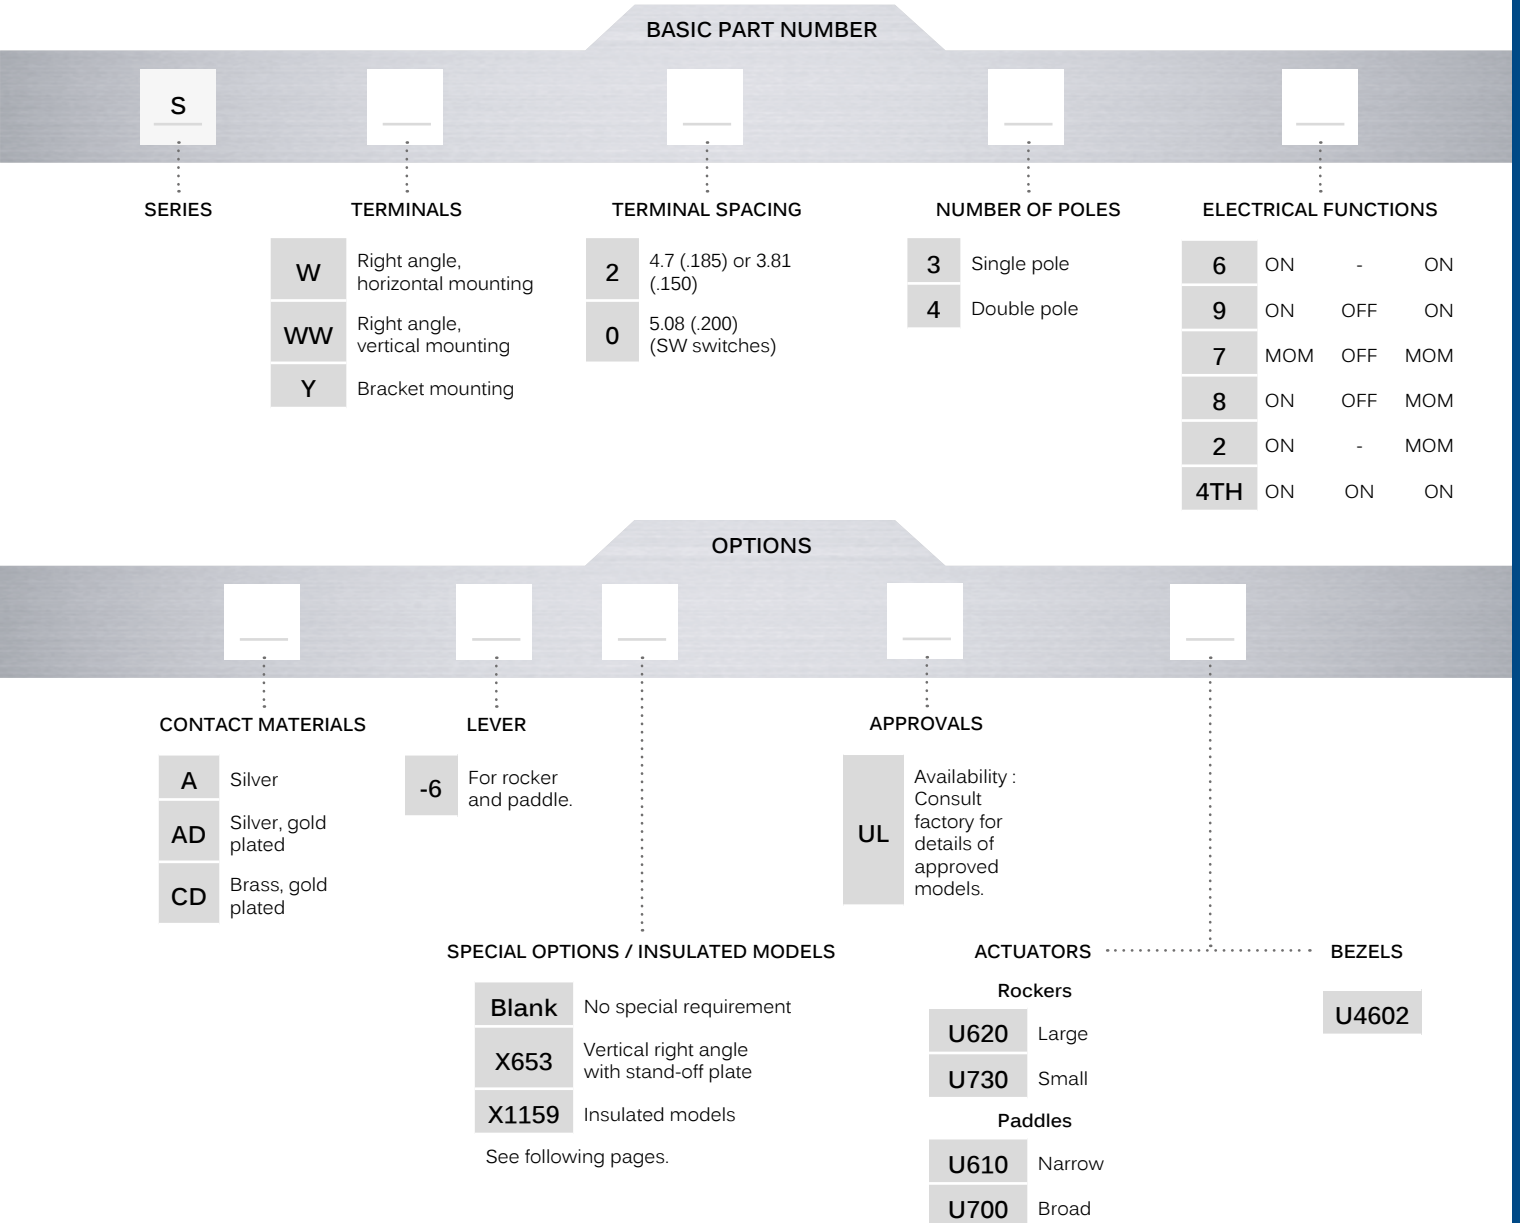 BASIC PART NUMBER
S
SERIES
TERMINALS
W
Right angle,
horizontal mounting
WW
Right angle,
vertical mounting
Y
Bracket mounting
TERMINAL SPACING
2
4.7 (.185) or 3.81
(.150)
0
5.08 (.200)
(SW switches)
NUMBER OF POLES
3 Single pole
4 Double pole
ELECTRICAL FUNCTIONS
6 ON - ON
9 ON OFF ON
7 MOM OFF MOM
8 ON OFF MOM
2 ON - MOM
4TH ON ON ON
OPTIONS
CONTACT MATERIALS
A Silver
AD
Silver, gold
plated
CD
Brass, gold
plated
LEVER
-6
For rocker
and paddle.
SPECIAL OPTIONS / INSULATED MODELS
Blank No special requirement
X653
Vertical right angle
with stand-off plate
X1159 Insulated models
See following pages.
APPROVALS
UL
Availability :
Consult
factory for
details of
approved
models.
ACTUATORS
Rockers
U620 Large
U730 Small
Paddles
U610 Narrow
U700 Broad
BEZELS
U4602